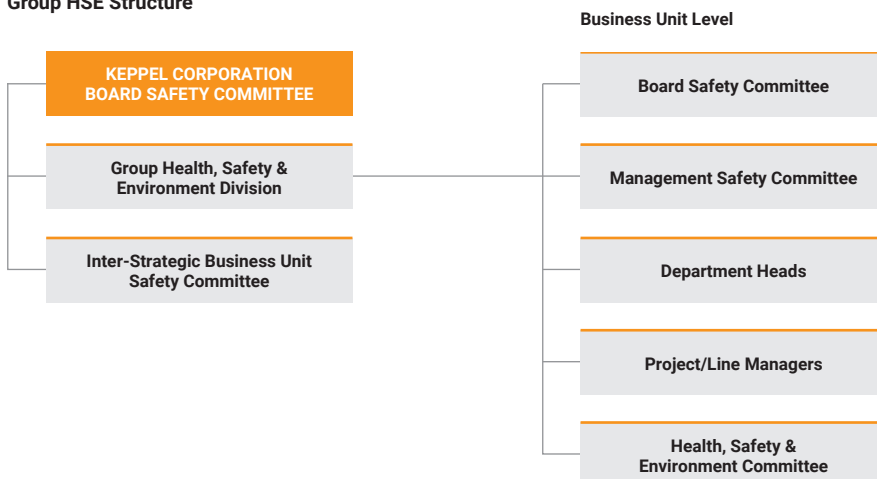 Group HSE Structure
KEPPEL CORPORATION
BOARD SAFETY COMMITTEE
Group Health, Safety &
Environment Division
Inter-Strategic Business Unit
Safety Committee
Business Unit Level
Board Safety Committee
Management Safety Committee
Department Heads
Project/Line Managers
Health, Safety &
Environment Committee